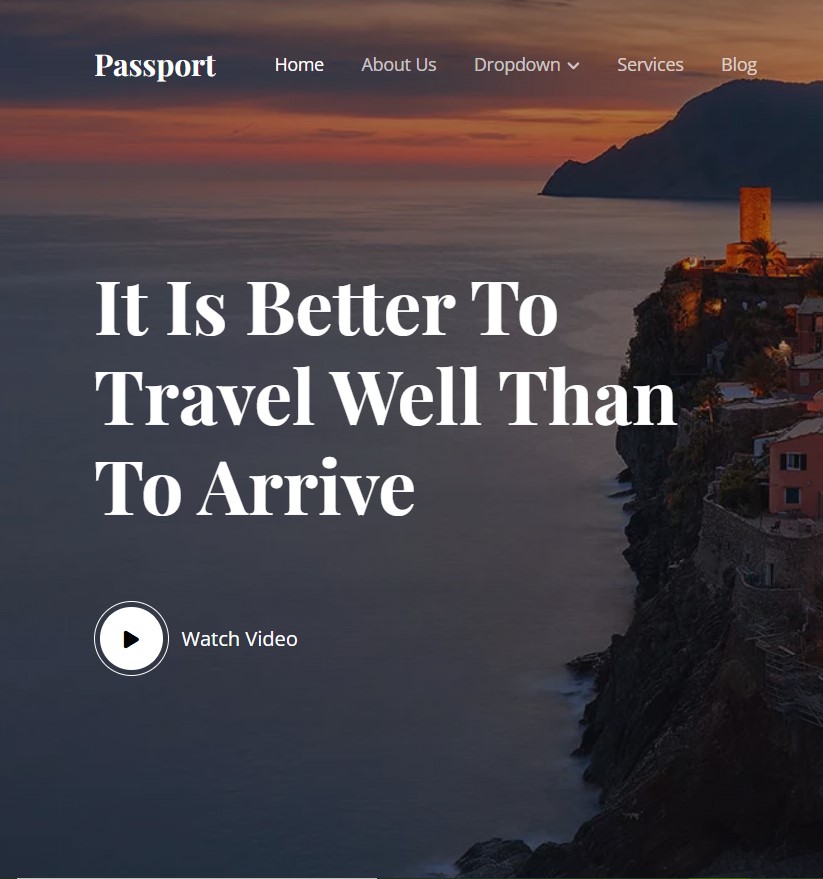 Passport
Home
About Us
Dropdown
Services
Blog
It Is Better To
Travel Well Than
To Arrive
Watch Video